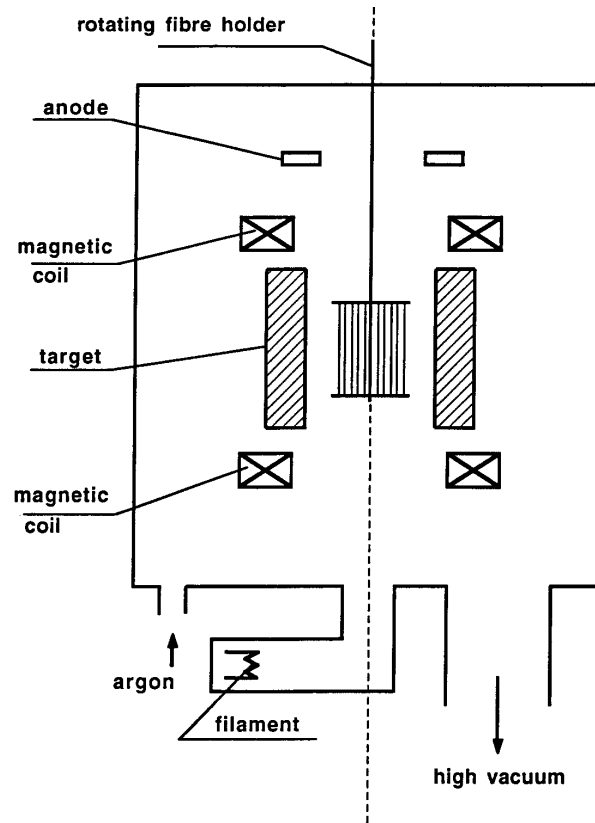 rotating fibre holder
anode
magnetic
coil
target
magnetic
coil
argon
filament
high vacuum